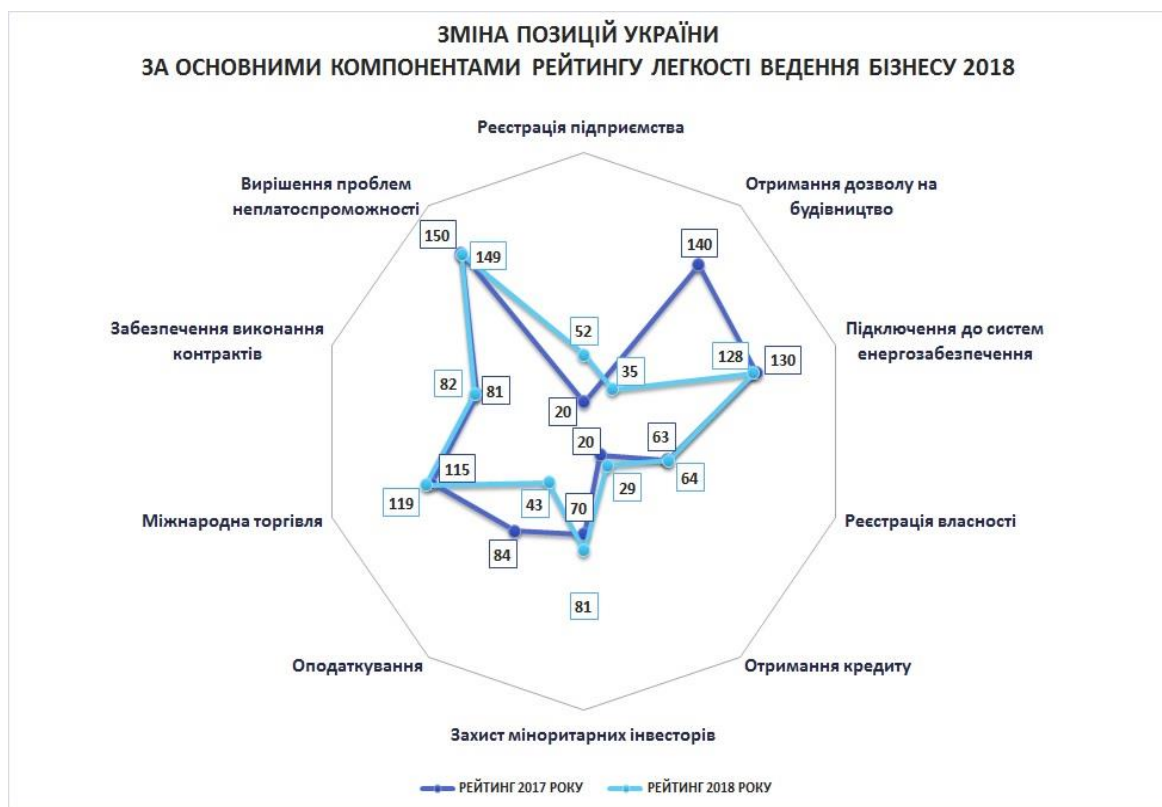 ЗМІНА ПОЗИЦІЙ УКРАЇНИ
ЗА ОСНОВНИМИ КОМПОНЕНТАМИ РЕЙТИНГУ ЛЕГКОСТІ ВЕДЕННЯ БІЗНЕСУ 2018
Реєстрація підприємства
Вирішення проблем
неплатоспроможності
Отримання дозволу на
будівництво
150
149
140
Забезпечення виконання
контрактів
Підключення до систем
енергозабезпечення
52
35
128
130
82
81
20
20
63
64
115
119
43
70
29
84
Міжнародна торгівля
Реєстрація власності
81
Оподаткування
Отримання кредиту
Захист міноритарних інвесторів
РЕЙТИНГ 2017 РОКУ
РЕЙТИНГ 2018 РОКУ